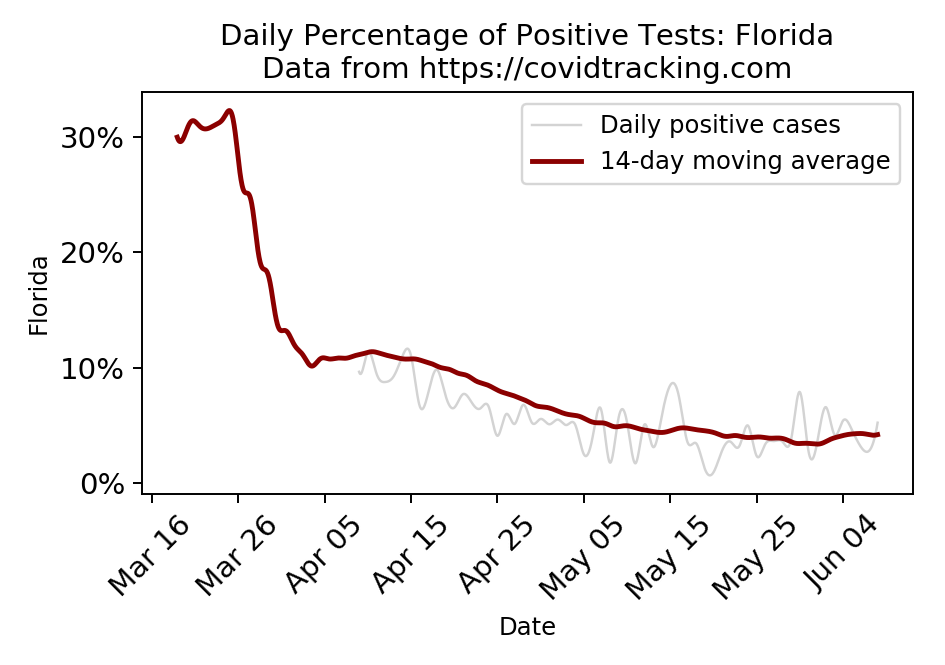 Daily Percentage of Positive Tests: Florida
Data from https://covidtracking.com
Daily positive cases
14-day moving average
30%
20%
10%
0%
Florida
Mar 16
Mar 26
Apr 05
Apr 15
Apr 25
May 05
May 15
May 25
Jun 04
Date